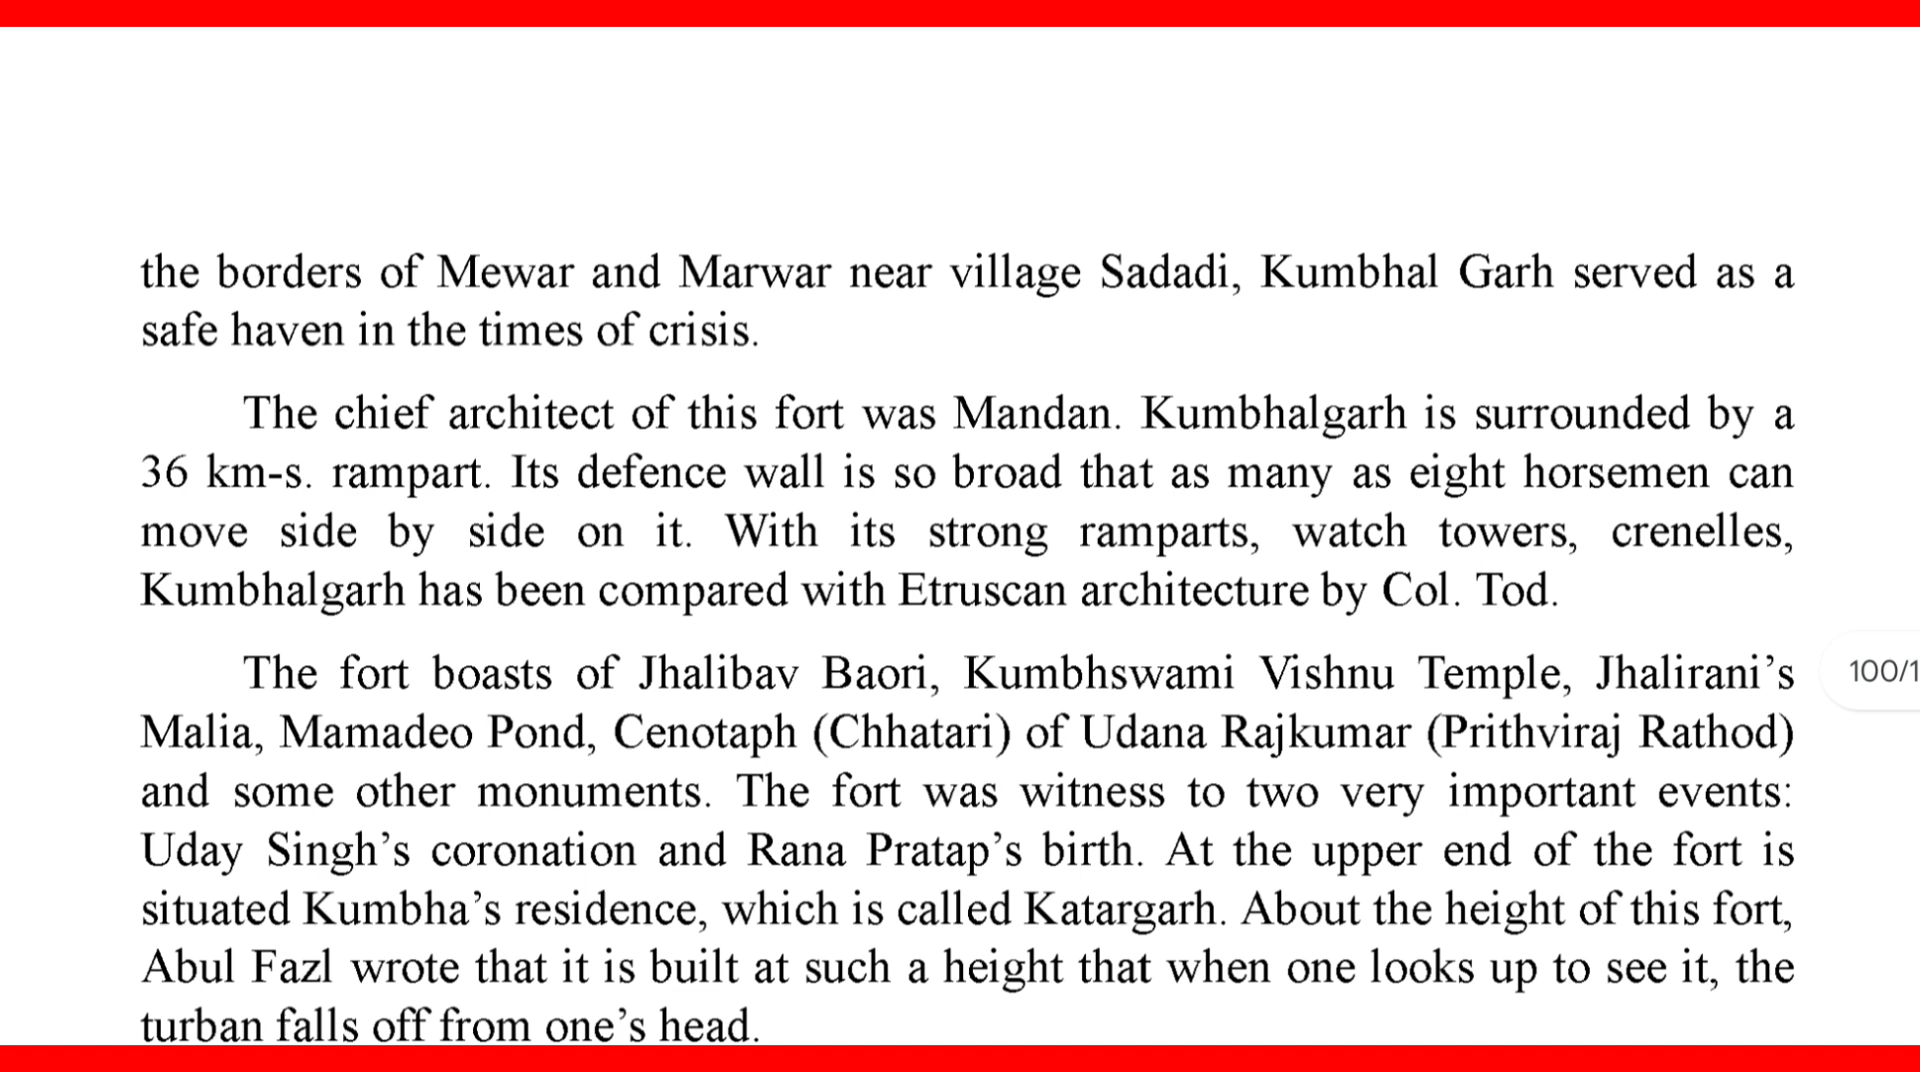 the borders of Mewar and Marwar near village Sadadi, Kumbhal Garh served as a
safe haven in the times of crisis.
The chief architect of this fort was Mandan. Kumbhalgarh is surrounded by a
36 km-s. rampart. Its defence wall is so broad that as many as eight horsemen can
move side by side on it. With its strong ramparts, watch towers, crenelles,
Kumbhalgarh has been compared with Etruscan architecture by Col. Tod.
The fort boasts of Jhalibav Baori, Kumbhswami Vishnu Temple, Jhalirani’s
Malia, Mamadeo Pond, Cenotaph (Chhatari) of Udana Rajkumar (Prithviraj Rathod)
and some other monuments. The fort was witness to two very important events:
Uday Singh’s coronation and Rana Pratap’s birth. At the upper end of the fort is
situated Kumbha’s residence, which is called Katargarh. About the height of this fort,
Abul Fazl wrote that it is built at such a height that when one looks up to see it, the
turban falls off from one’s head.
100/1